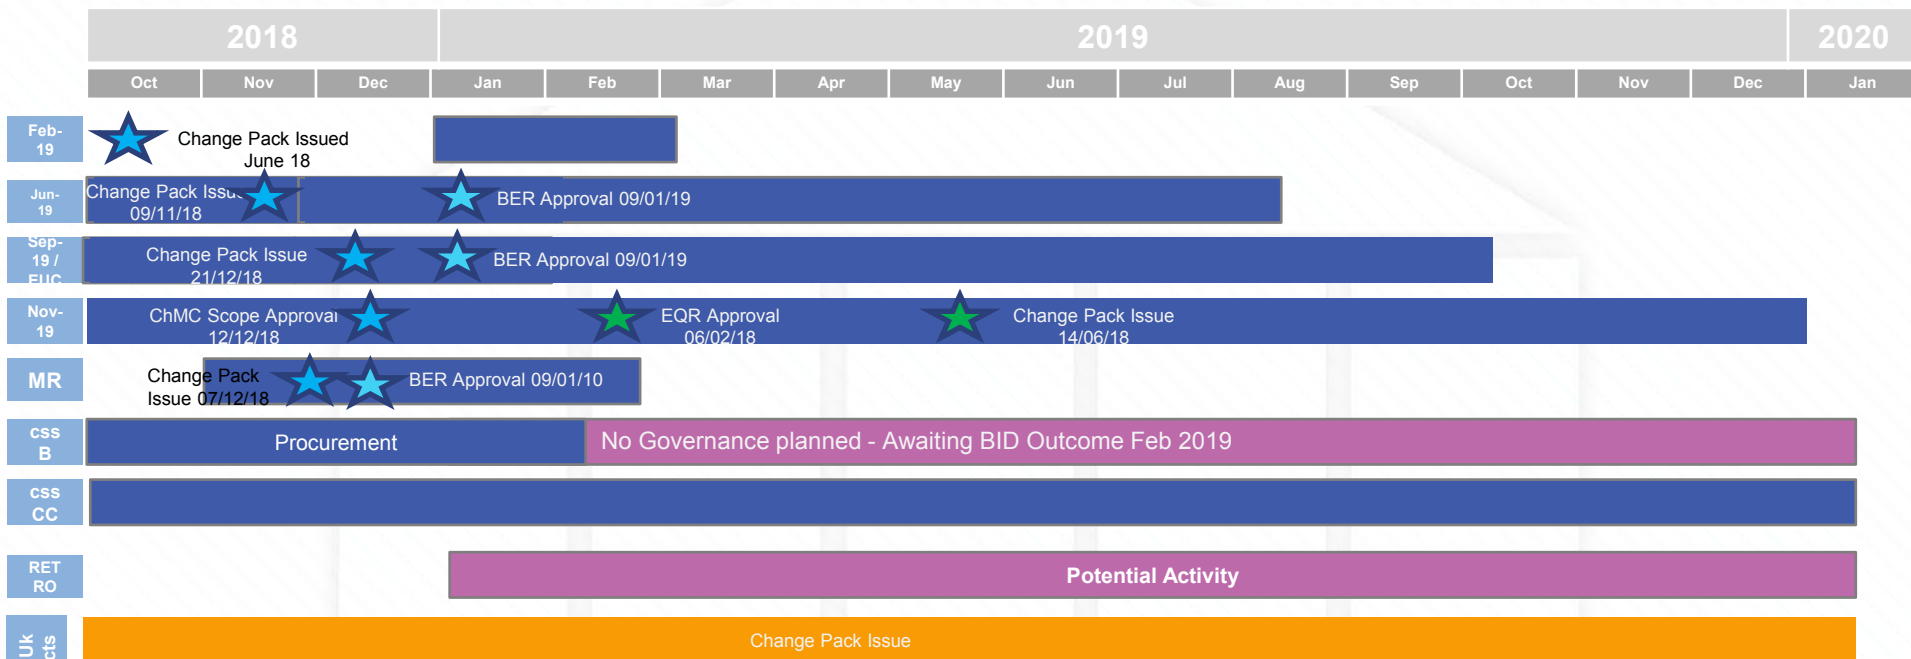 2018 2019 2020
Oct Nov Dec Jan Feb Mar Apr May Jun Jul Aug Sep Oct Nov Dec Jan
Feb-
19
Change Pack Issued
June 18
Jun-
19
Change Pack Issue
09/11/18
BER Approval 09/01/19
Sep-
19 /
EUC
Change Pack Issue
21/12/18
BER Approval 09/01/19
Nov-
19
ChMC Scope Approval
12/12/18
EQR Approval
06/02/18
Change Pack Issue
14/06/18
MR
Change Pack
Issue 07/12/18
BER Approval 09/01/10
css
B
Procurement
No Governance planned - Awaiting BID Outcome Feb 2019
css
CC
RET
RO
Potential Activity
Uk
cts
Change Pack Issue